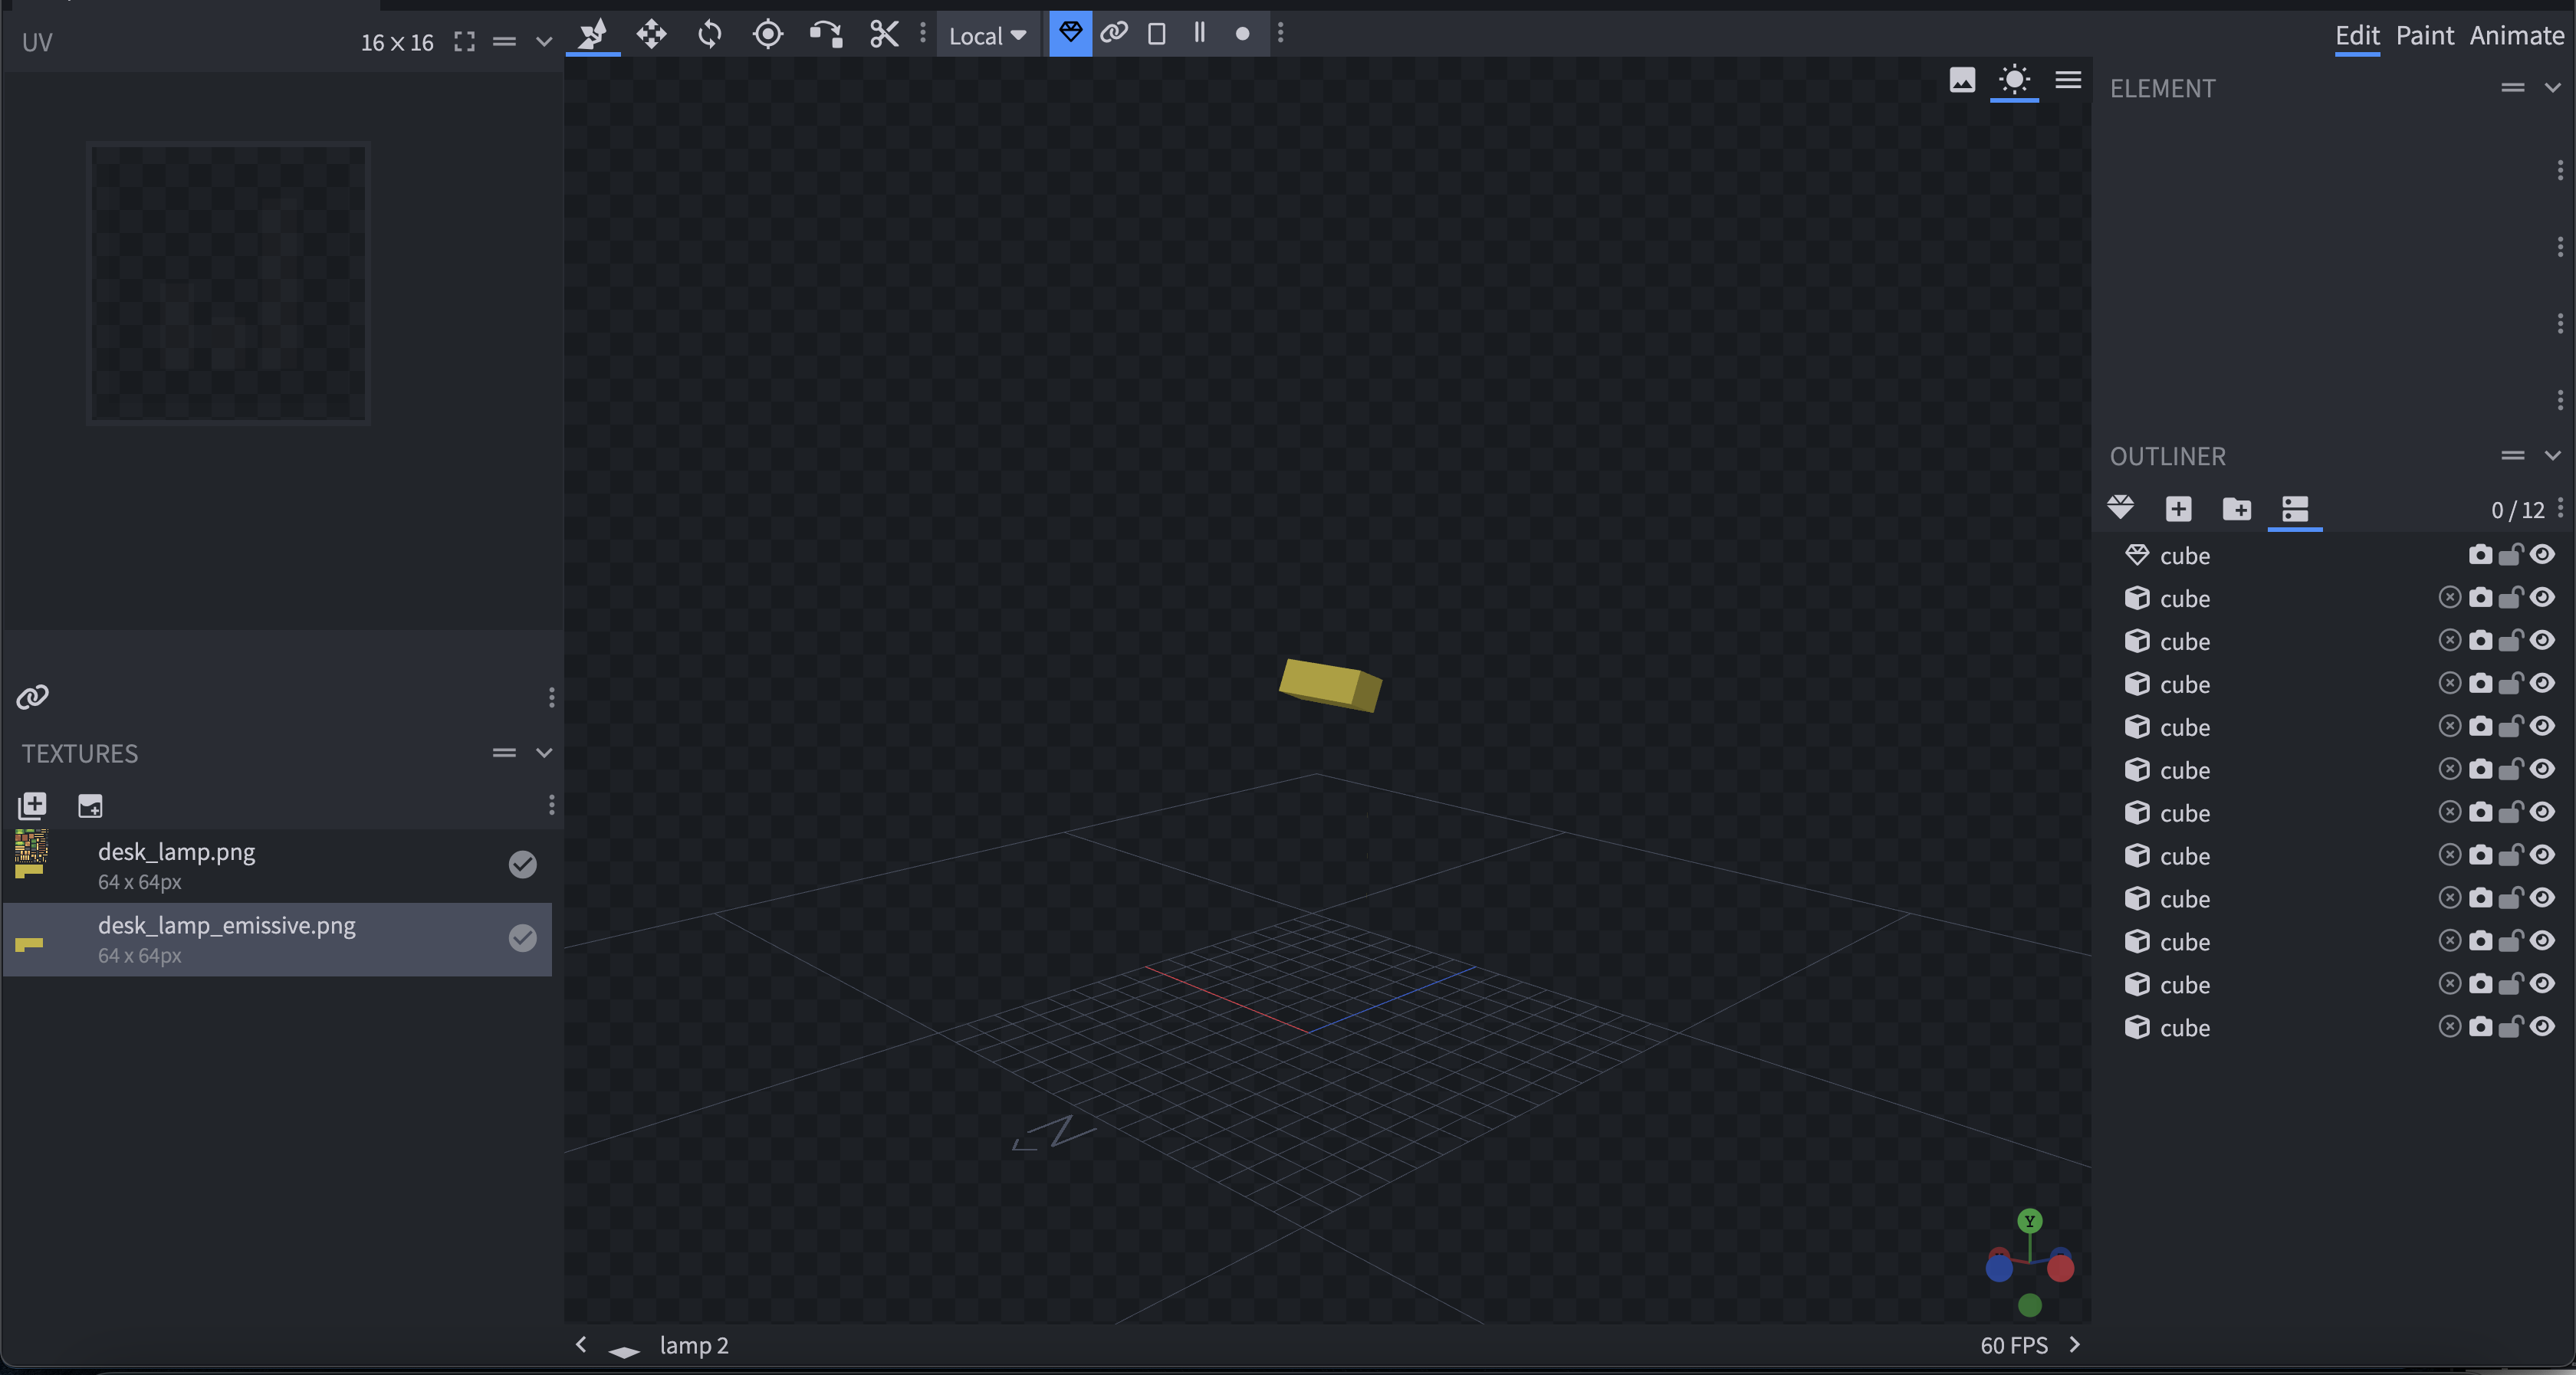 UV
16 × 16
Local
Edit Paint Animate
ELEMENT
OUTLINER
0 / 12
cube
cube
cube
cube
cube
cube
cube
cube
cube
cube
cube
cube
TEXTURES
desk_lamp.png
64 x 64px
desk_lamp_emissive.png
64 x 64px
Y
lamp 2
60 FPS